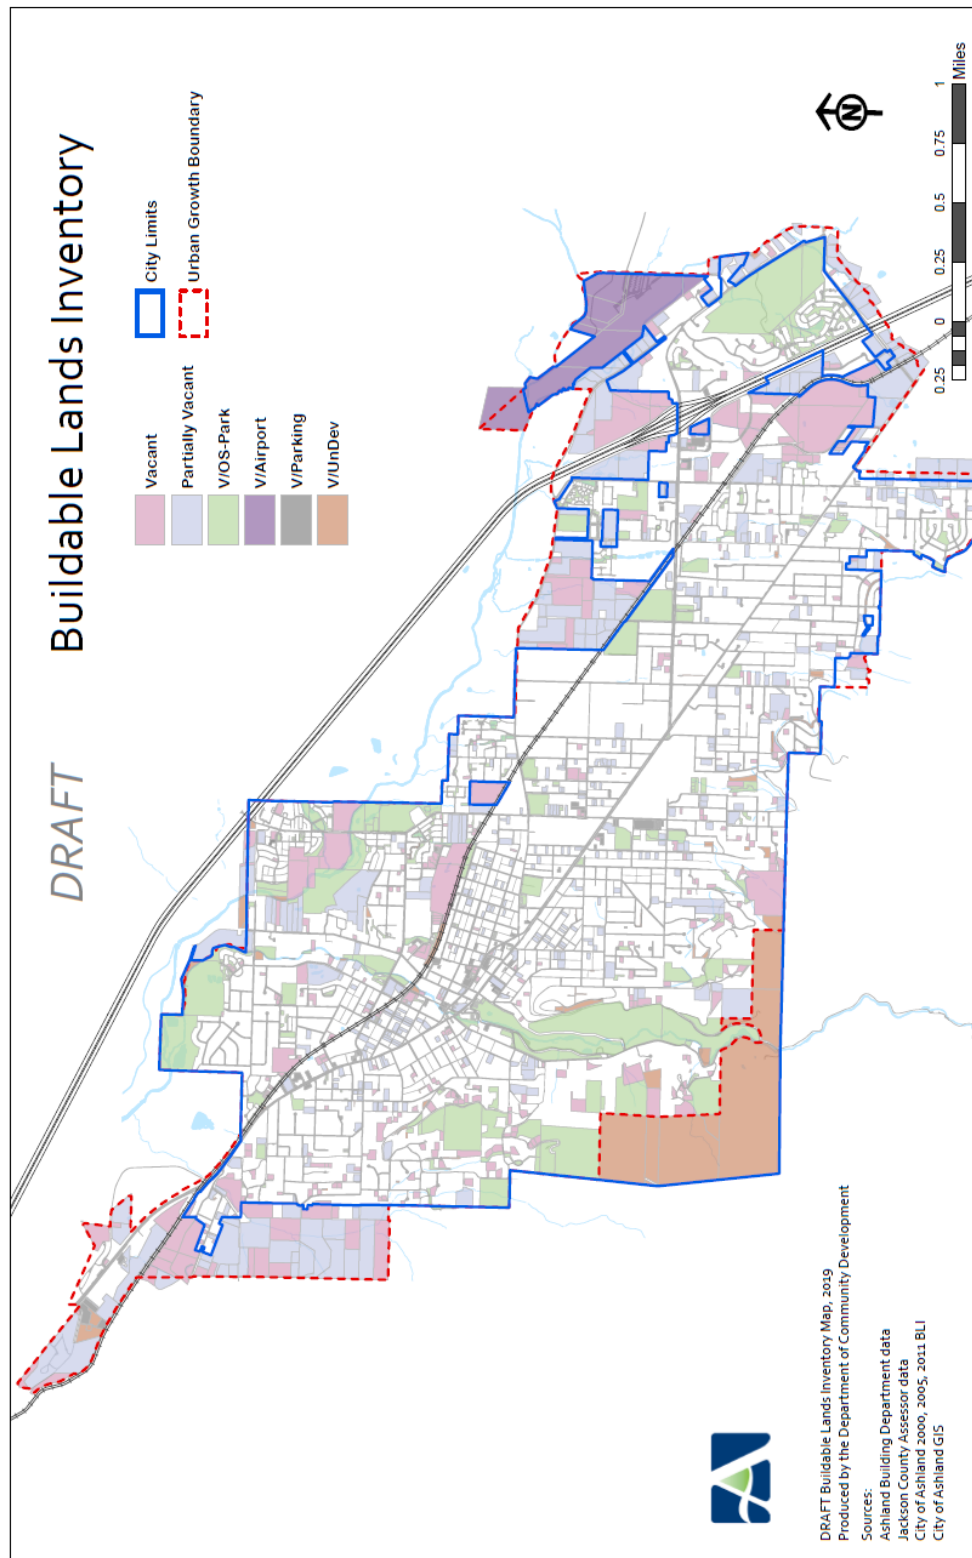 DRAFT Buildable Lands Inventory
Vacant
Partially Vacant
V/OS-Park
V/Airport
V/Parking
V/UnDev
City Limits
Urban Growth Boundary
N
0.25 0 0.25 0.5 0.75 1
Miles
DRAFT Buildable Lands Inventory Map, 2019
Produced by the Department of Community Development
Sources:
Ashland Building Department data
Jackson County Assessor data
City of Ashland 2000, 2005, 2011 BLI
City of Ashland GIS